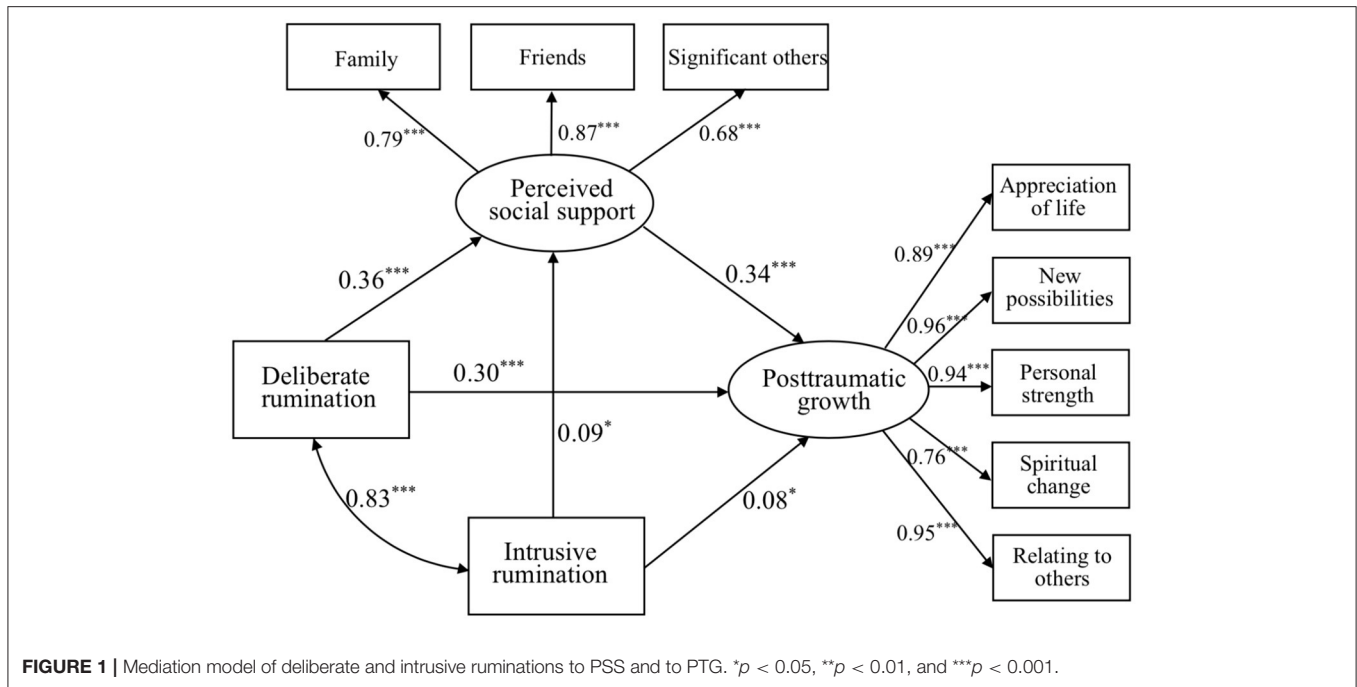 Family
Friends
Significant others
0.79***
0.87***
0.68***
Perceived
social support
Appreciation
of life
0.89***
0.36***
0.34***
New
possibilities
0.96***
Deliberate
rumination
0.30***
Posttraumatic
growth
0.94***
Personal
strength
0.09*
0.76***
Spiritual
change
0.83***
0.08*
0.95***
Intrusive
rumination
Relating to
others
FIGURE 1 | Mediation model of deliberate and intrusive ruminations to PSS and to PTG. *p < 0.05, **p < 0.01, and ***p < 0.001.